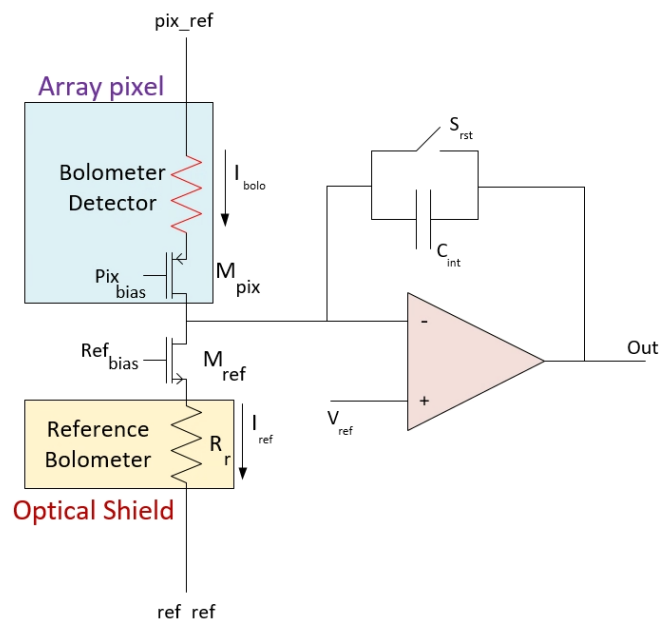 pix_ref
Array pixel
Bolometer
Detector
I bolo
Pix bias
M pix
Ref bias
M ref
Reference
Bolometer
R r
I ref
Optical Shield
ref_ref
S rst
C int
-
+
V ref
Out